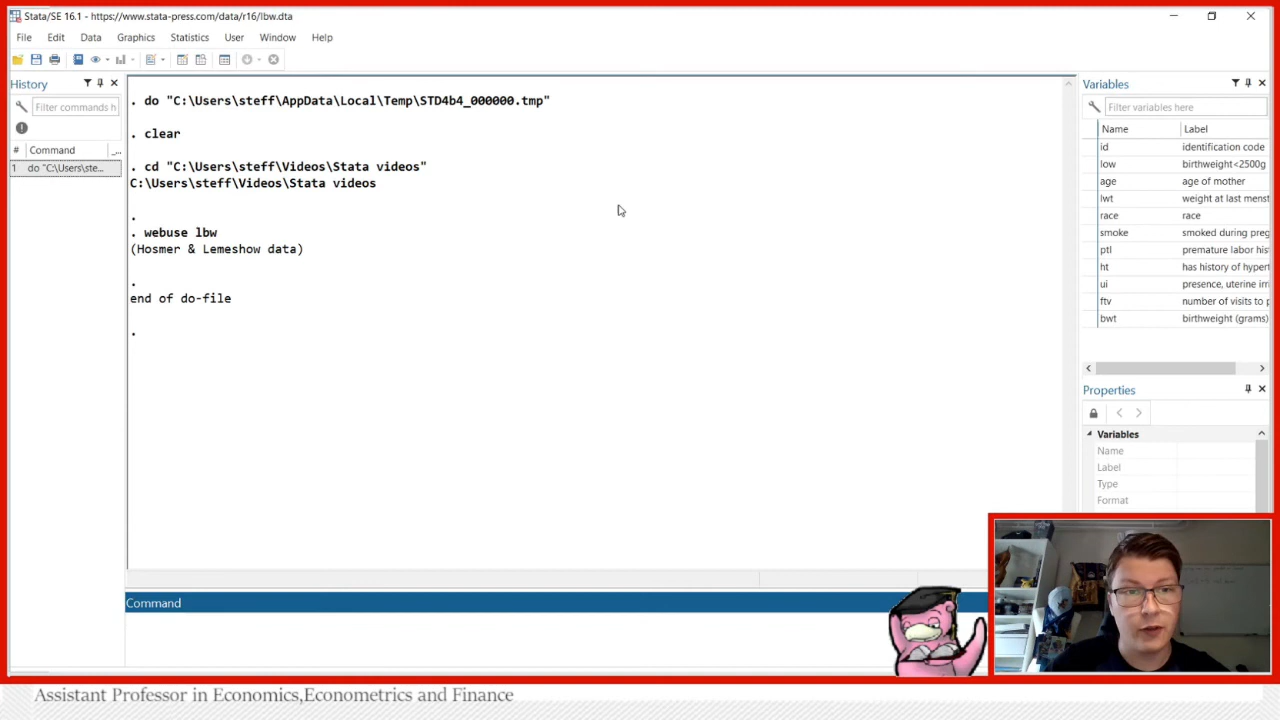 Stata/SE 16.1 - https://www.stata-press.com/data/r16/lbw.dta
File Edit Data Graphics Statistics User Window Help
History
Filter commands h
# Command
1 do "C:\Users\ste...
. do "C:\Users\steff\AppData\Local\Temp\STD4b4_000000.tmp"
. clear
. cd "C:\Users\steff\Videos\Stata videos"
C:\Users\steff\Videos\Stata videos
.
. webuse lbw
(Hosmer & Lemeshow data)
.
end of do-file
.
Command
Variables
Filter variables here
Name Label
id identification code
low birthweight<2500g
age age of mother
lwt weight at last menst
race race
smoke smoked during preg
ptl premature labor his
ht has history of hypert
ui presence, uterine irr
ftv number of visits to p
bwt birthweight (grams)
Properties
Variables
Name
Label
Type
Format
Assistant Professor in Economics,Econometrics and Finance